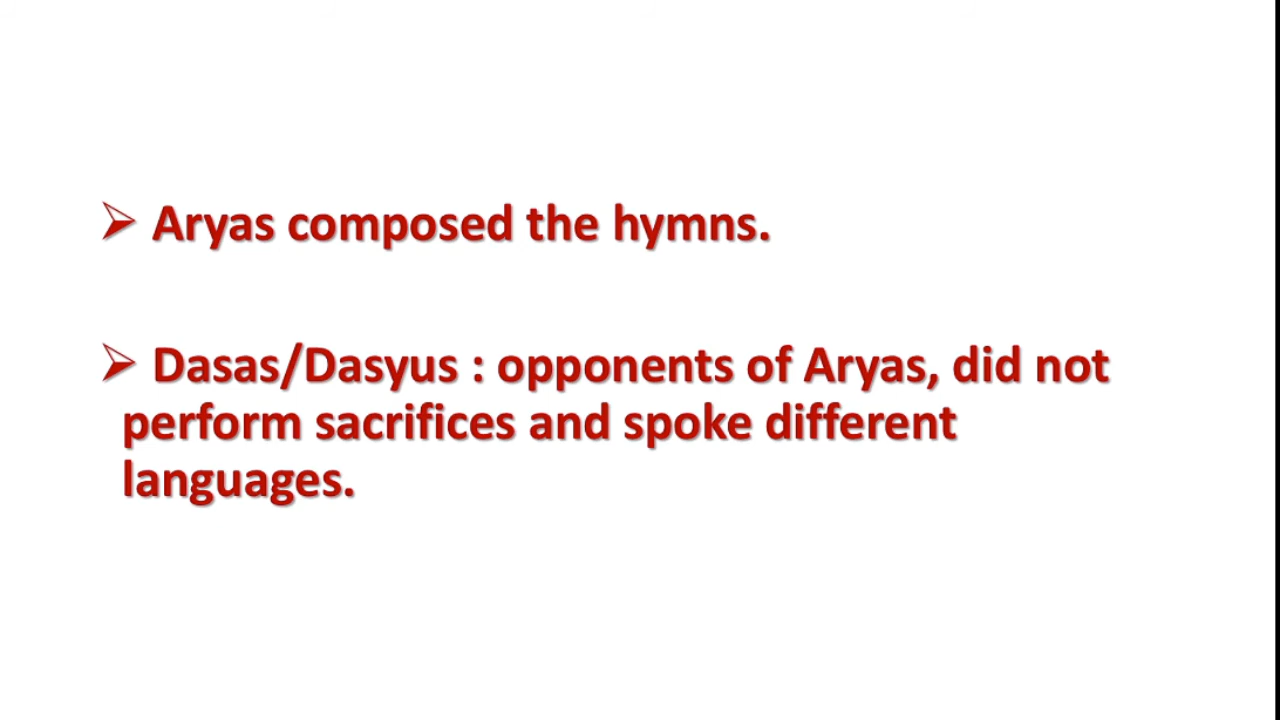 ➢ Aryas composed the hymns.
➢ Dasas/Dasyus : opponents of Aryas, did not
perform sacrifices and spoke different
languages.